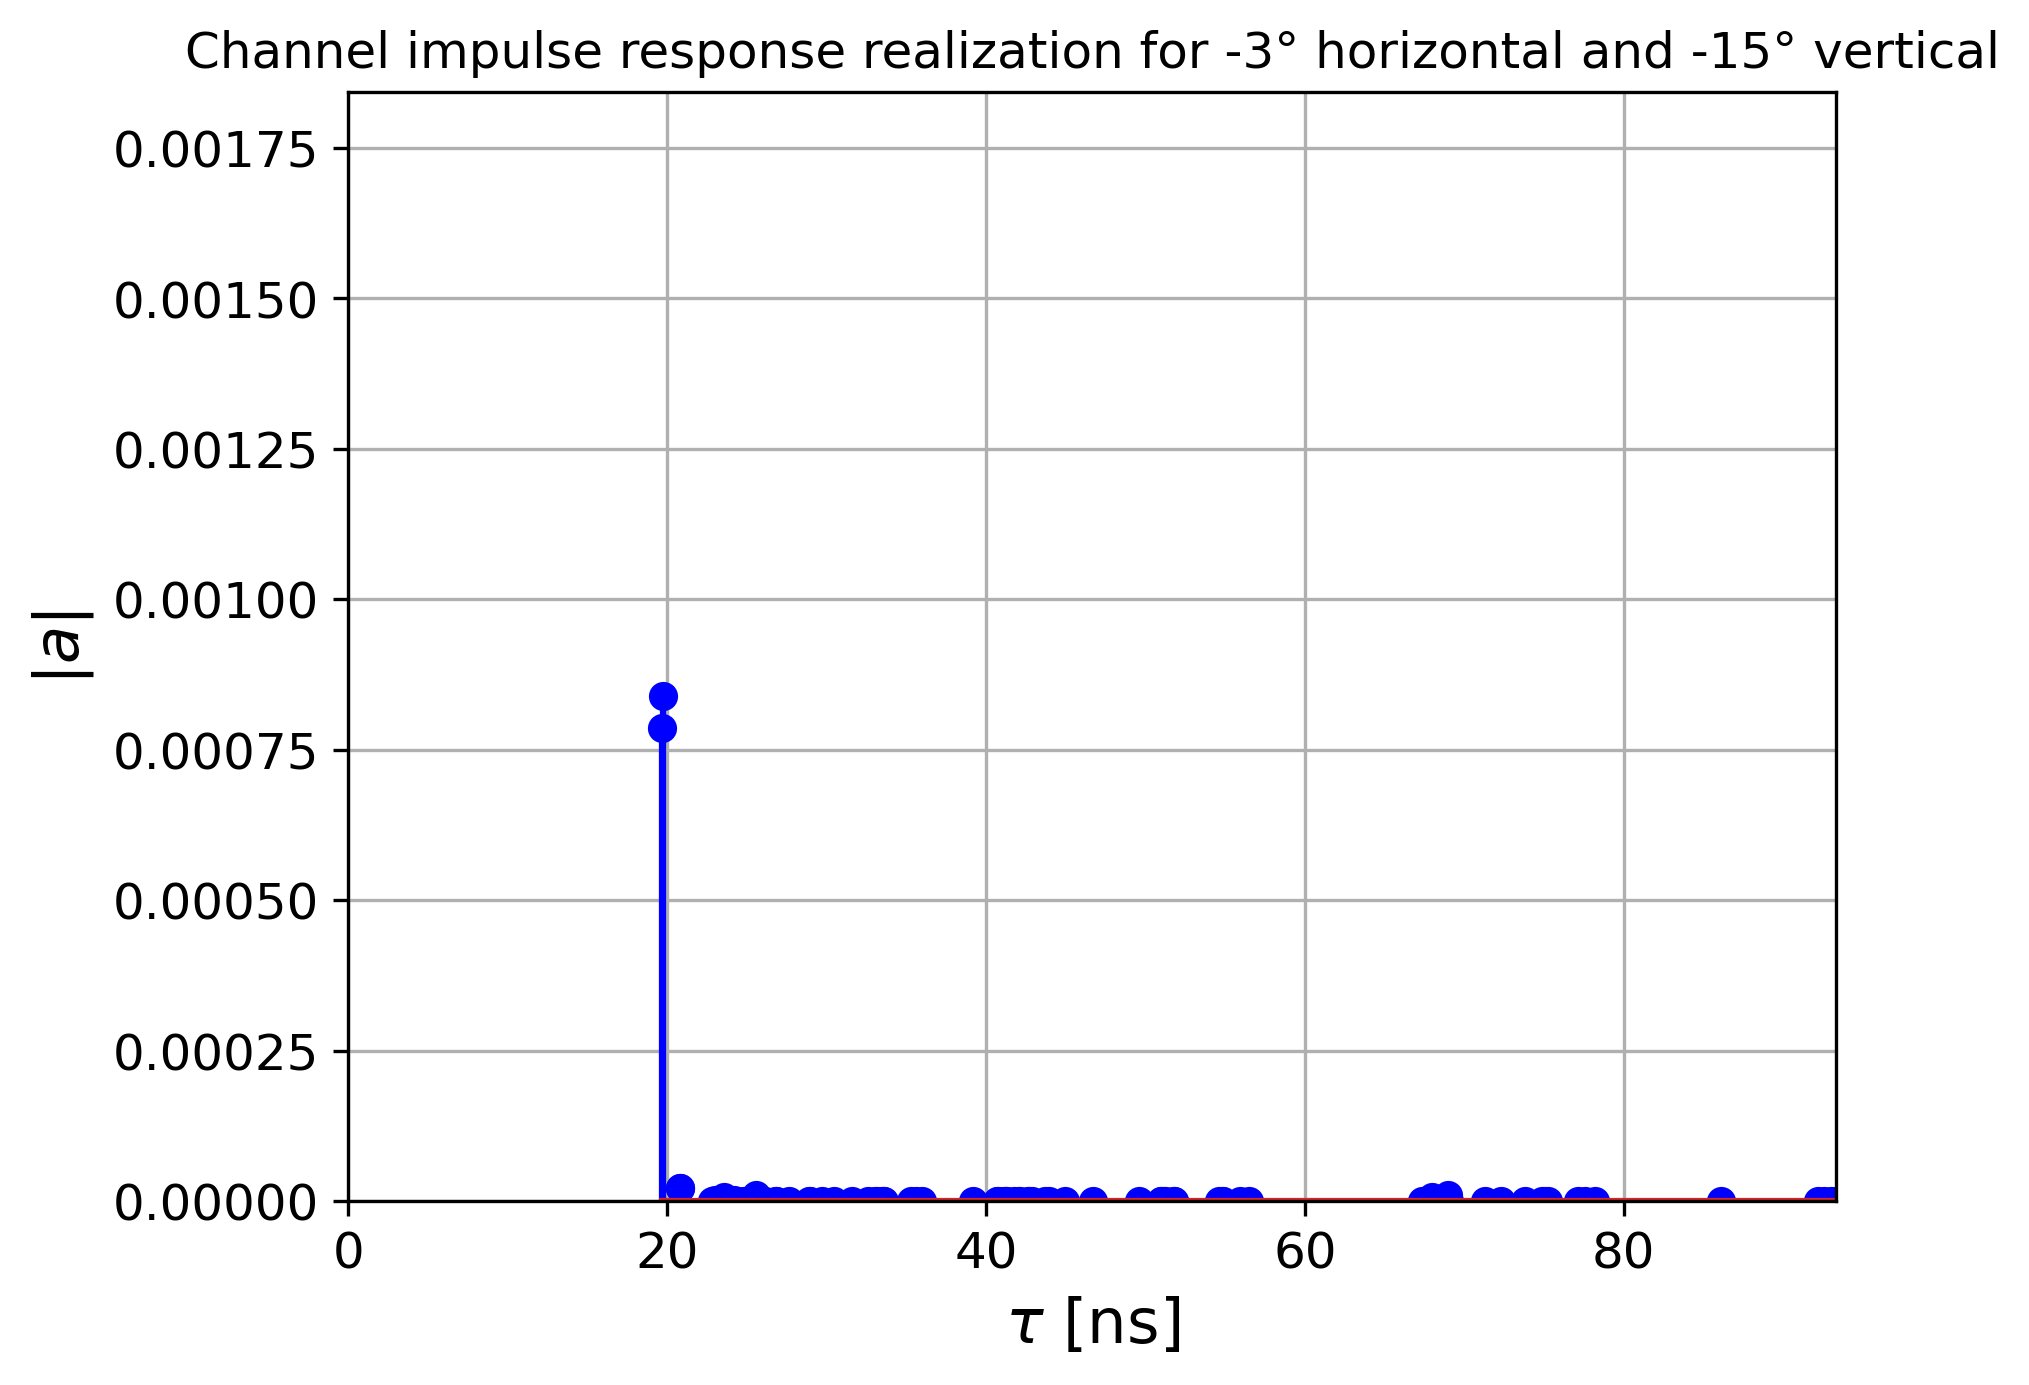 Channel impulse response realization for -3° horizontal and -15° vertical
0.00175
0.00150
0.00125
0.00100
0.00075
0.00050
0.00025
0.00000
|a|
0 20 40 60 80
τ [ns]